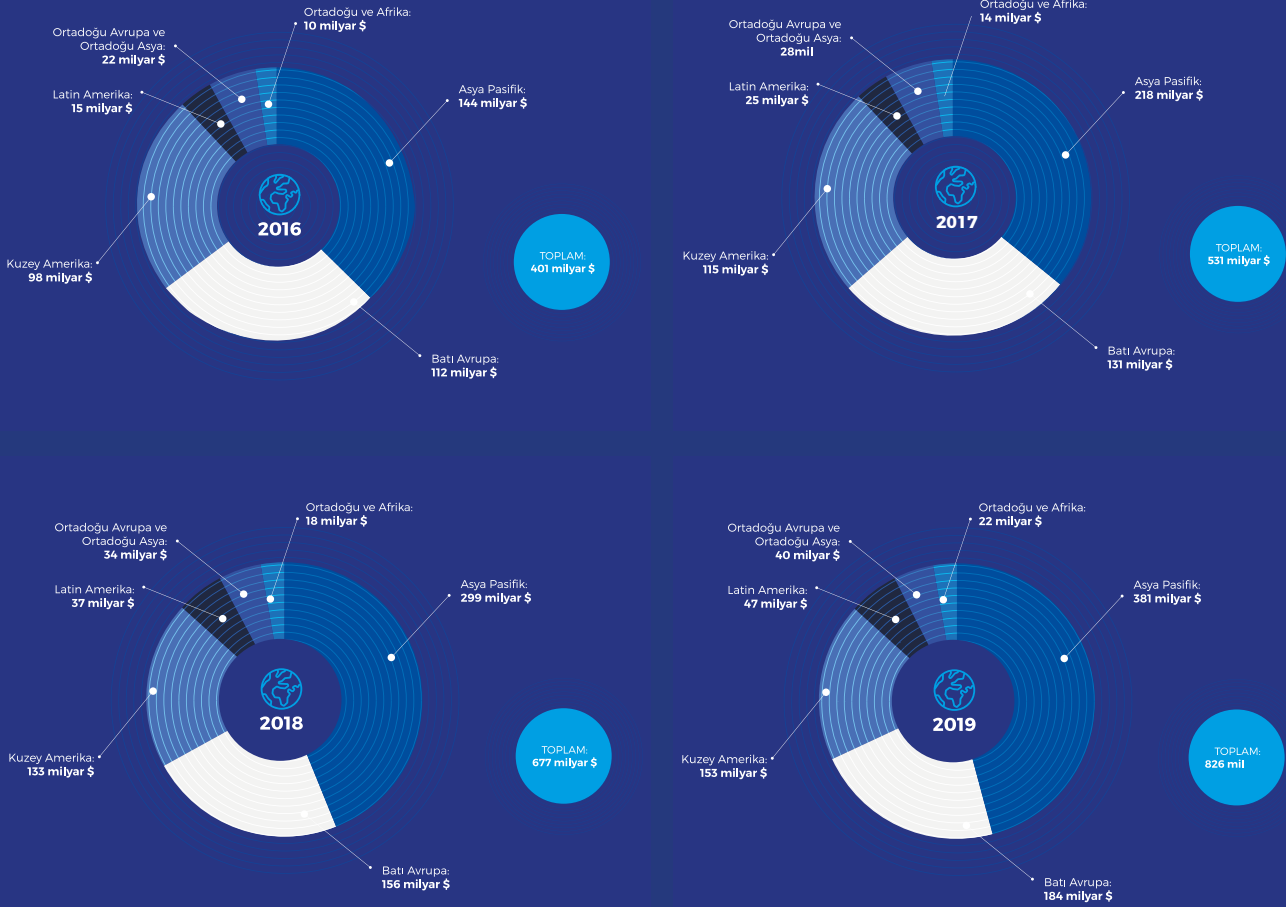 Ortadoğu ve Afrika:
10 milyar $
Ortadoğu Avrupa ve
Ortadoğu Asya:
22 milyar $
Latin Amerika:
15 milyar $
Asya Pasifik:
144 milyar $
2016
TOPLAM:
401 milyar $
Kuzey Amerika:
98 milyar $
Batı Avrupa:
112 milyar $
Ortadoğu ve Afrika:
14 milyar $
Ortadoğu Avrupa ve
Ortadoğu Asya:
28mil
Latin Amerika:
25 milyar $
Asya Pasifik:
218 milyar $
2017
TOPLAM:
531 milyar $
Kuzey Amerika:
115 milyar $
Batı Avrupa:
131 milyar $
Ortadoğu ve Afrika:
18 milyar $
Ortadoğu Avrupa ve
Ortadoğu Asya:
34 milyar $
Latin Amerika:
37 milyar $
Asya Pasifik:
299 milyar $
2018
TOPLAM:
677 milyar $
Kuzey Amerika:
133 milyar $
Batı Avrupa:
156 milyar $
Ortadoğu ve Afrika:
22 milyar $
Ortadoğu Avrupa ve
Ortadoğu Asya:
40 milyar $
Latin Amerika:
47 milyar $
Asya Pasifik:
381 milyar $
2019
TOPLAM:
826 mil
Kuzey Amerika:
153 milyar $
Batı Avrupa:
184 milyar $